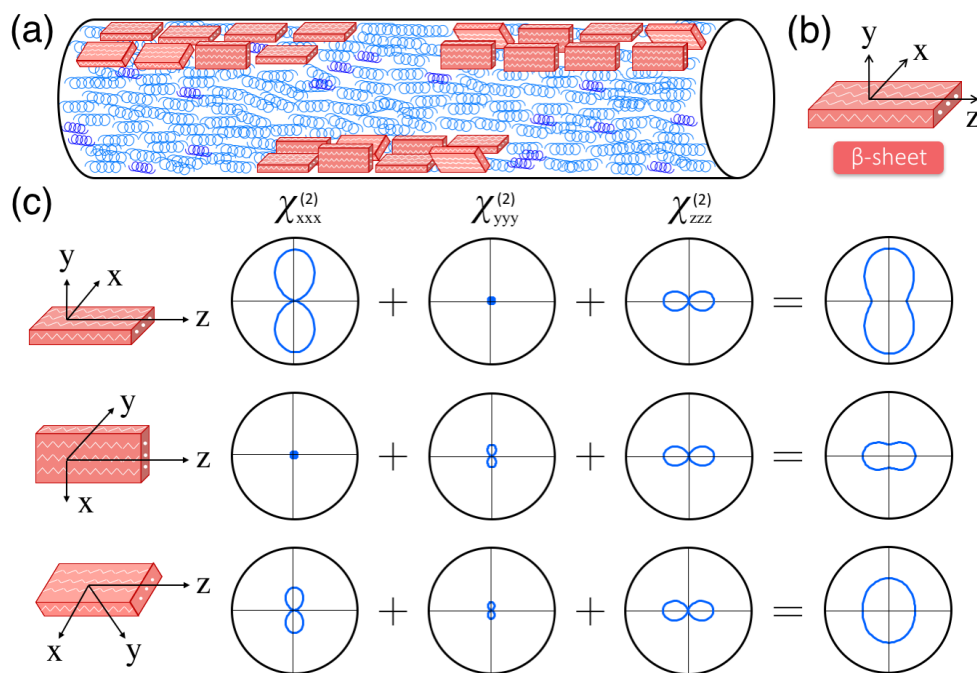 (a)
(b)
y
x
z
β-sheet
(c)
χ(2)xxx χ(2)yyy χ(2)zzz
y
x
z
+ + =
y
z
x
+ + =
z
x
y
+ + =